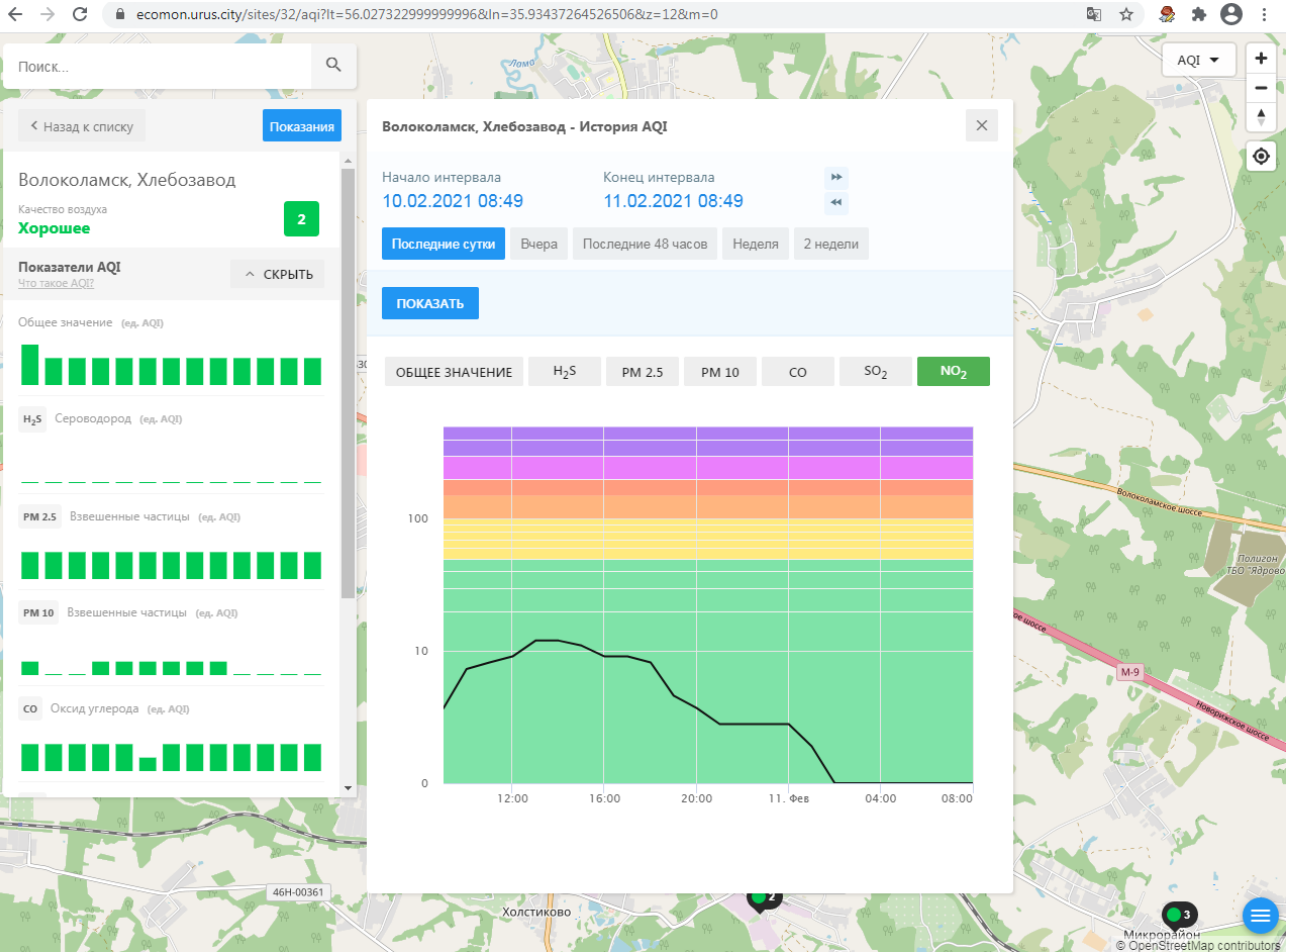 ecomon.urus.city/sites/32/aqi?lt=56.027322999999996&ln=35.93437264526506&z=12&m=0
Поиск...
AQI
Лама
Назад к списку
Показания
Волоколамск, Хлебозавод - История AQI
Волоколамск, Хлебозавод
Качество воздуха
Хорошее
2
Начало интервала
Конец интервала
10.02.2021 08:49
11.02.2021 08:49
Последние сутки
Вчера
Последние 48 часов
Неделя
2 недели
Показатели AQI
Что такое AQI?
СКРЫТЬ
ПОКАЗАТЬ
Общее значение (ед. AQI)
H₂S Сероводород (ед. AQI)
PM 2.5 Взвешенные частицы (ед. AQI)
PM 10 Взвешенные частицы (ед. AQI)
CO Оксид углерода (ед. AQI)
ОБЩЕЕ ЗНАЧЕНИЕ
H₂S
PM 2.5
PM 10
CO
SO₂
NO₂
100
10
0
12:00
16:00
20:00
11. Фев
04:00
08:00
Волоколамское шоссе
Полигон
ТБО "Ядрово
М-9
Новорижское шоссе
46Н-00361
Холстиково
2
3
Микрорайон
© OpenStreetMap contributors